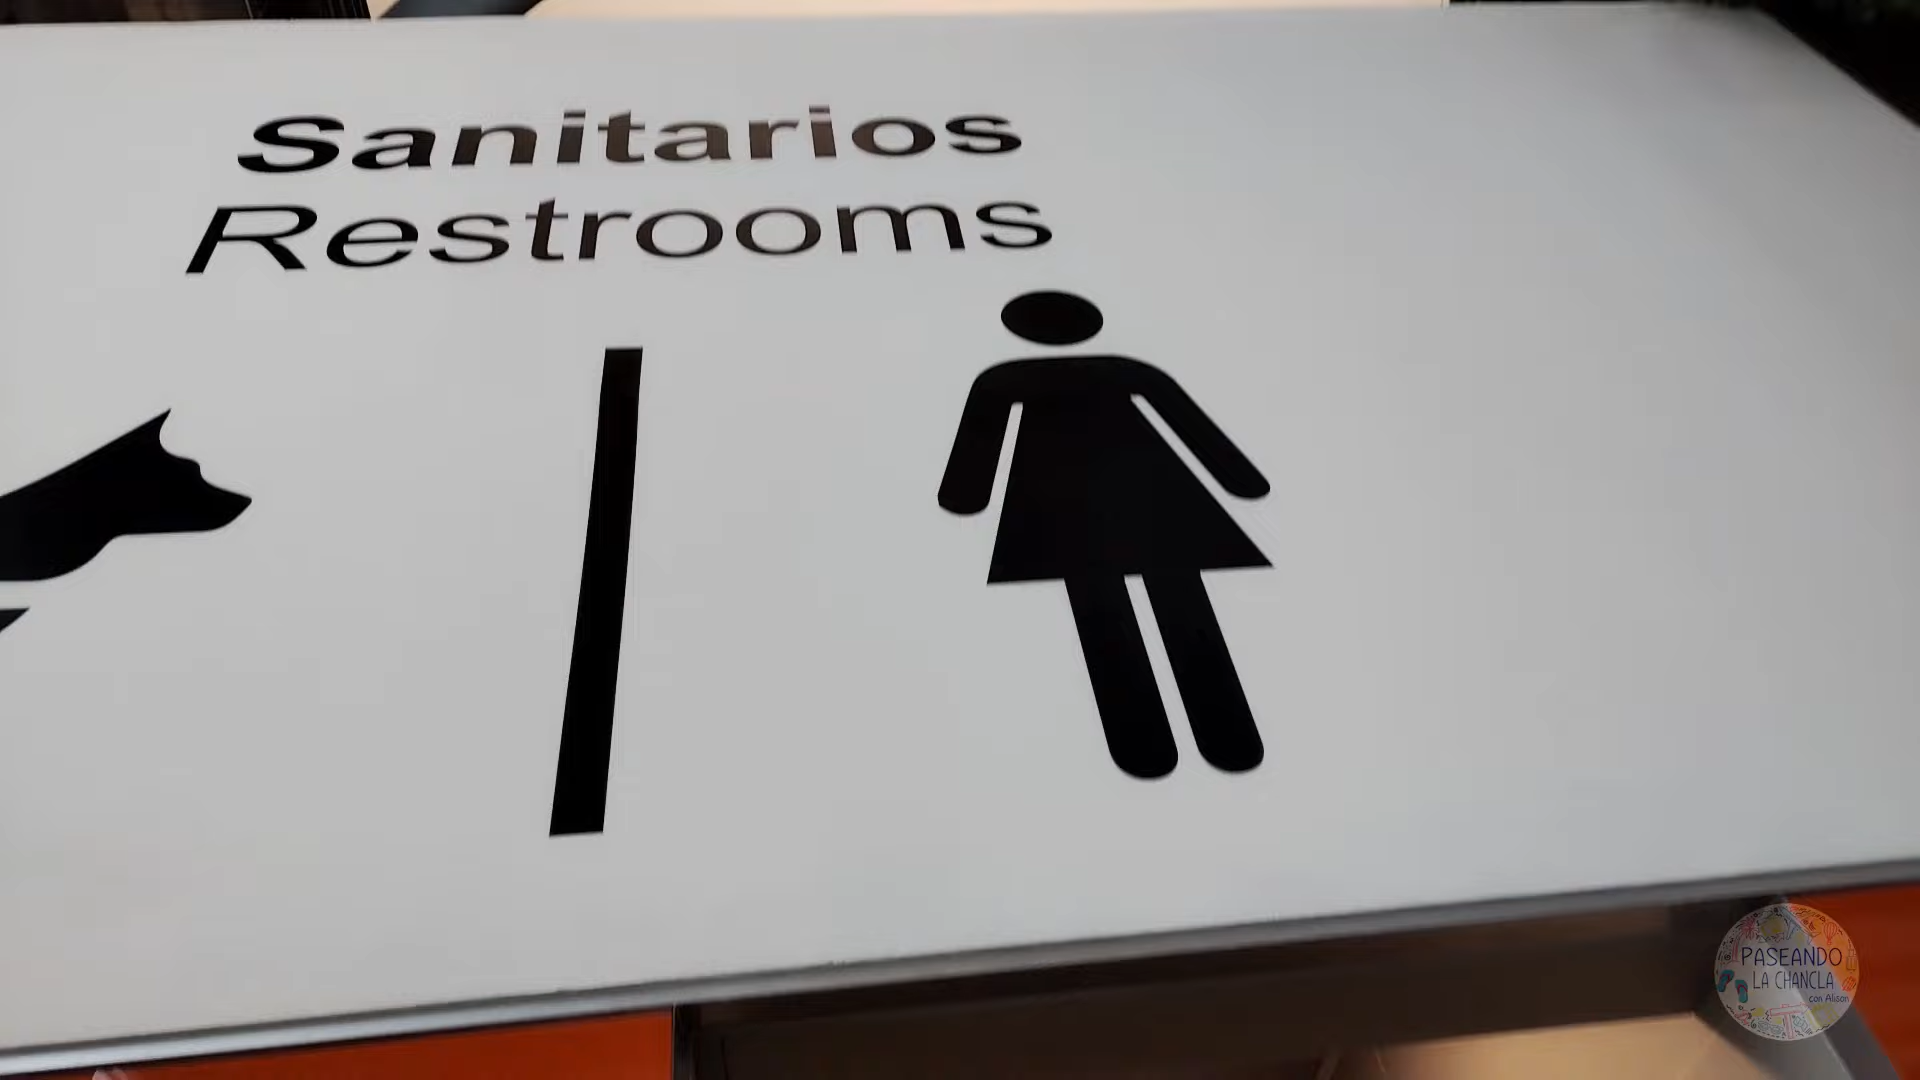 Sanitarios
Restrooms
PASEANDO
LA CHANCLA
con Alison